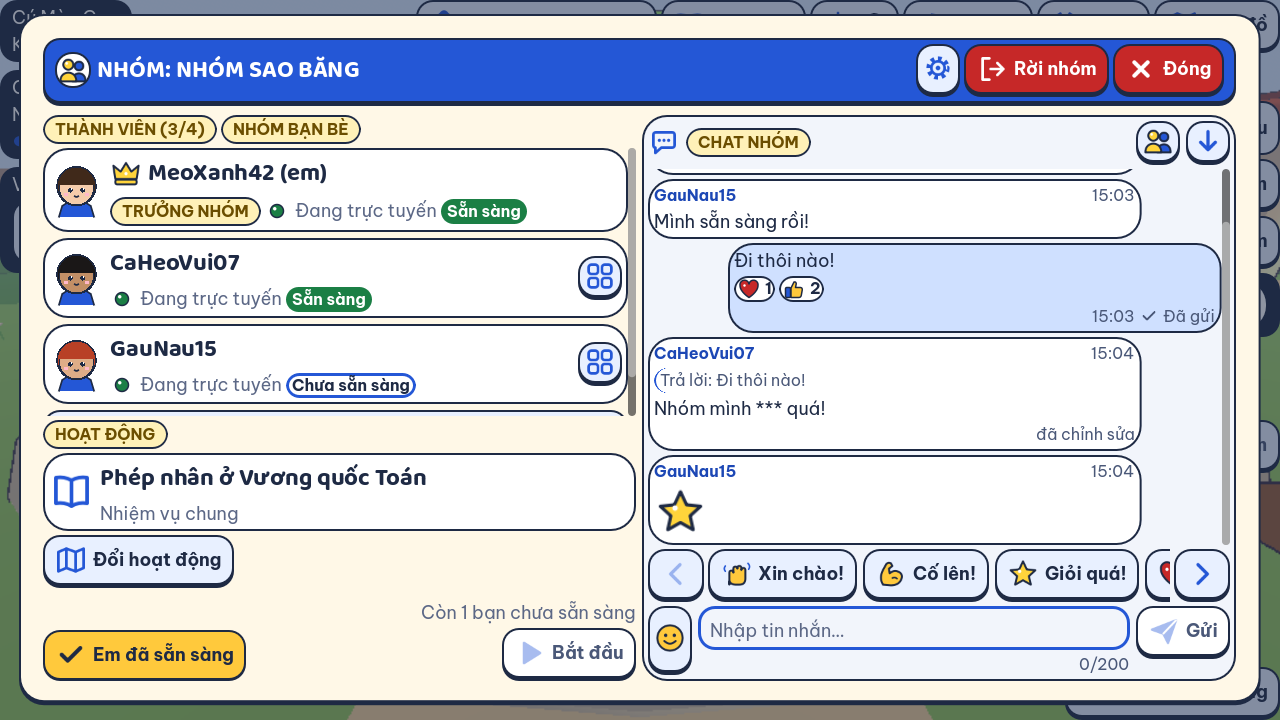 NHÓM: NHÓM SAO BĂNG
Rời nhóm
Đóng
THÀNH VIÊN (3/4)
NHÓM BẠN BÈ
MeoXanh42 (em)
TRƯỞNG NHÓM
Đang trực tuyến
Sẵn sàng
CaHeoVui07
Đang trực tuyến
Sẵn sàng
GauNau15
Đang trực tuyến
Chưa sẵn sàng
HOẠT ĐỘNG
Phép nhân ở Vương quốc Toán
Nhiệm vụ chung
Đổi hoạt động
Còn 1 bạn chưa sẵn sàng
Em đã sẵn sàng
Bắt đầu
CHAT NHÓM
GauNau15
15:03
Mình sẵn sàng rồi!
Đi thôi nào!
1
2
15:03
Đã gửi
CaHeoVui07
15:04
Trả lời: Đi thôi nào!
Nhóm mình *** quá!
đã chỉnh sửa
GauNau15
15:04
Xin chào!
Cố lên!
Giỏi quá!
Nhập tin nhắn...
Gửi
0/200